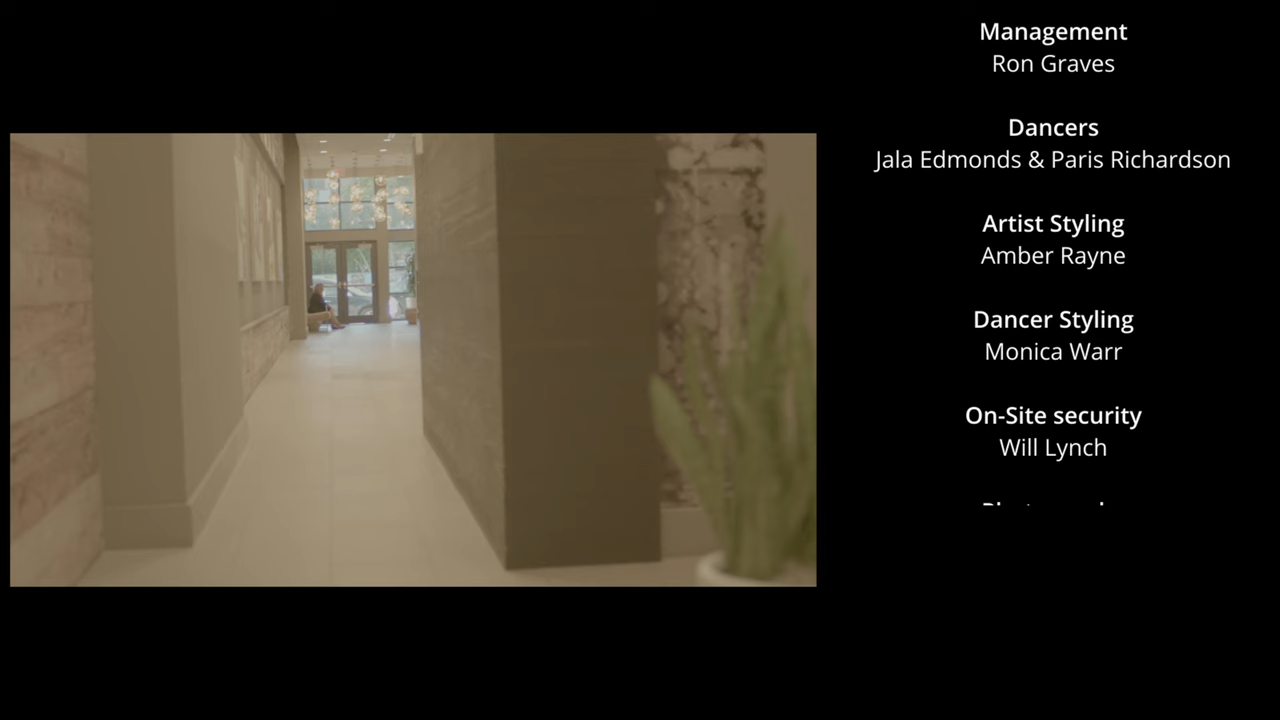 Management
Ron Graves
Dancers
Jala Edmonds & Paris Richardson
Artist Styling
Amber Rayne
Dancer Styling
Monica Warr
On-Site security
Will Lynch